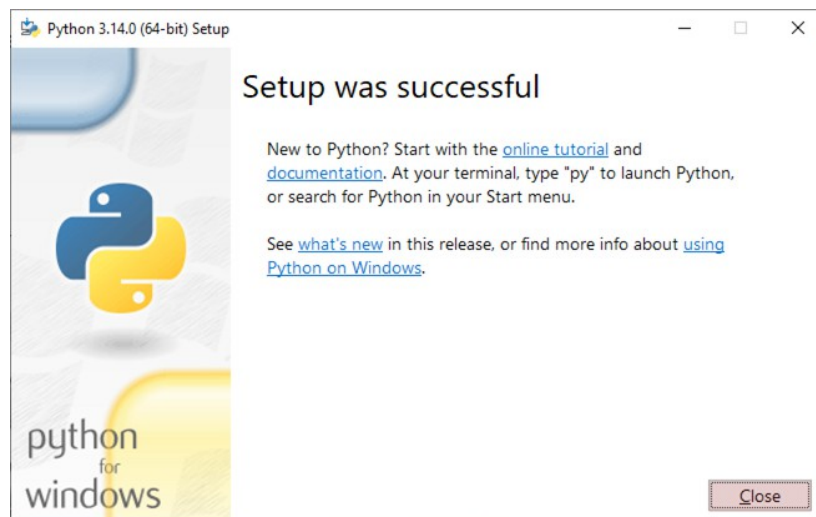 Python 3.14.0 (64-bit) Setup
Setup was successful
New to Python? Start with the online tutorial and
documentation. At your terminal, type "py" to launch Python,
or search for Python in your Start menu.
See what's new in this release, or find more info about using
Python on Windows.
python
for
windows
Close